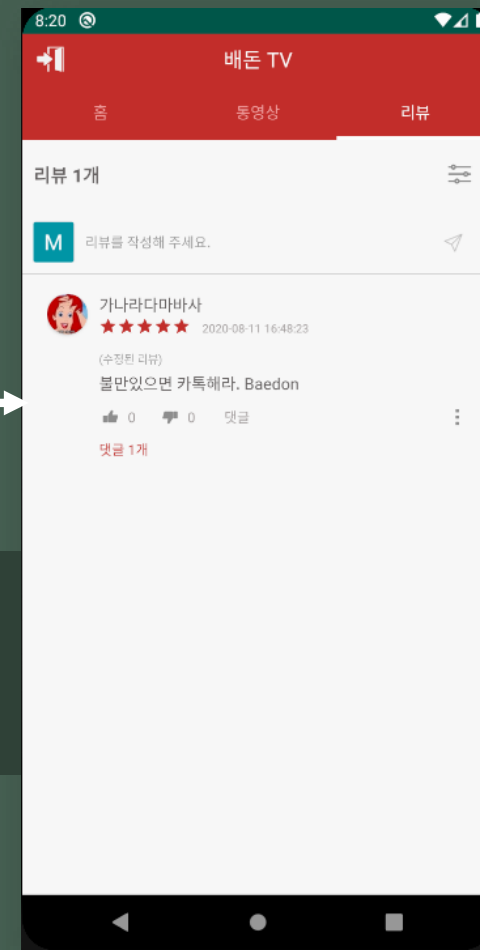 8:20
배돈 TV
홈 동영상 리뷰
리뷰 1개
M 리뷰를 작성해 주세요.
가나라다마바사
2020-08-11 16:48:23
(수정된 리뷰)
불만있으면 카톡해라. Baedon
0 0 댓글
댓글 1개